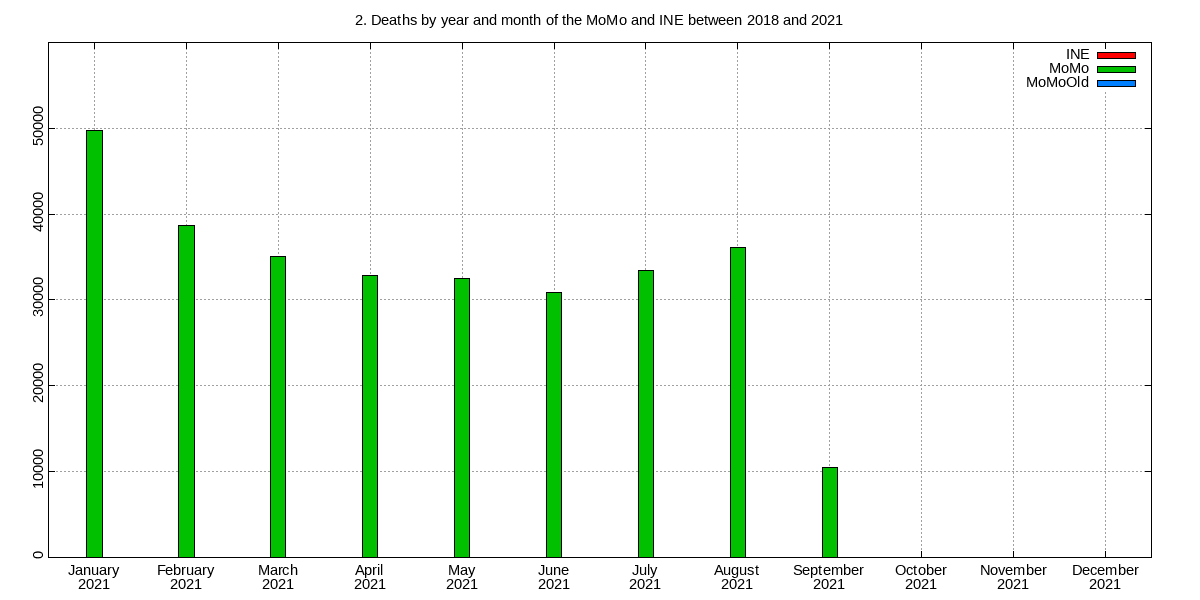 2. Deaths by year and month of the MoMo and INE between 2018 and 2021
INE
MoMo
MoMoOld
50000
40000
30000
20000
10000
0
January February March April May June July August September October November December
2021 2021 2021 2021 2021 2021 2021 2021 2021 2021 2021 2021